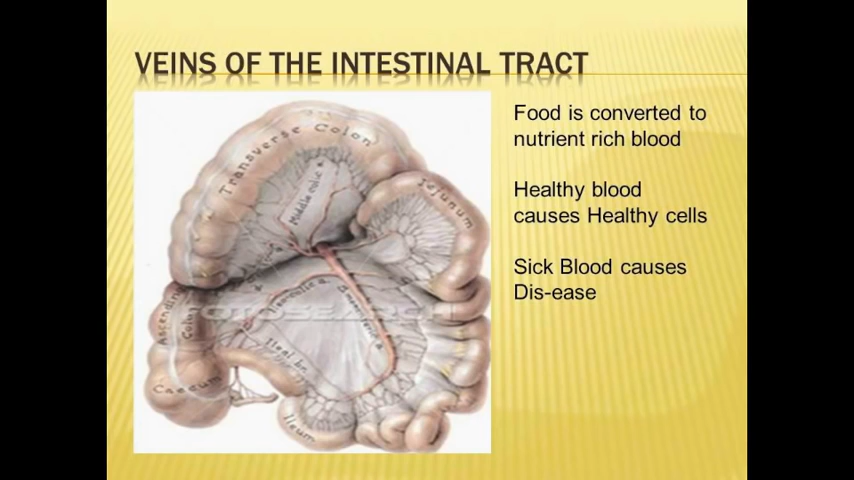 VEINS OF THE INTESTINAL TRACT
Food is converted to
nutrient rich blood
Healthy blood
causes Healthy cells
Sick Blood causes
Dis-ease
Transverse Colon
Middle colic a.
Jejunum
Ascending
Colon
Caecum
Ileum
FOTOSEARCH